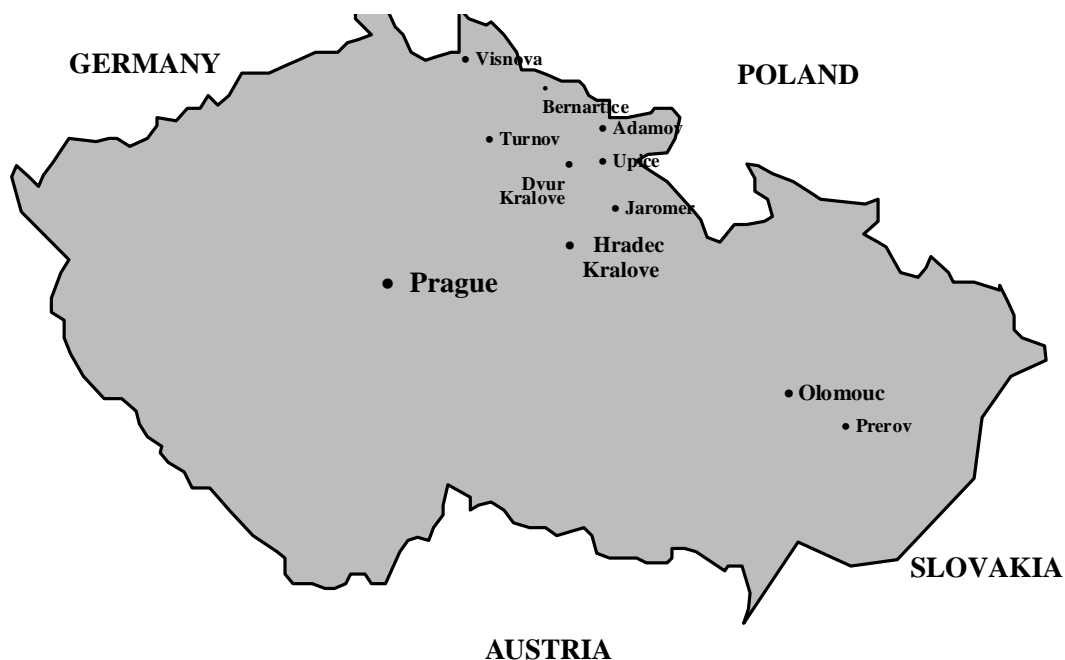 GERMANY
Visnova
POLAND
Bernartice
Adamov
Turnov
Upice
Dvur
Kralove
Jaromer
Hradec
Kralove
Prague
Olomouc
Prerov
SLOVAKIA
AUSTRIA